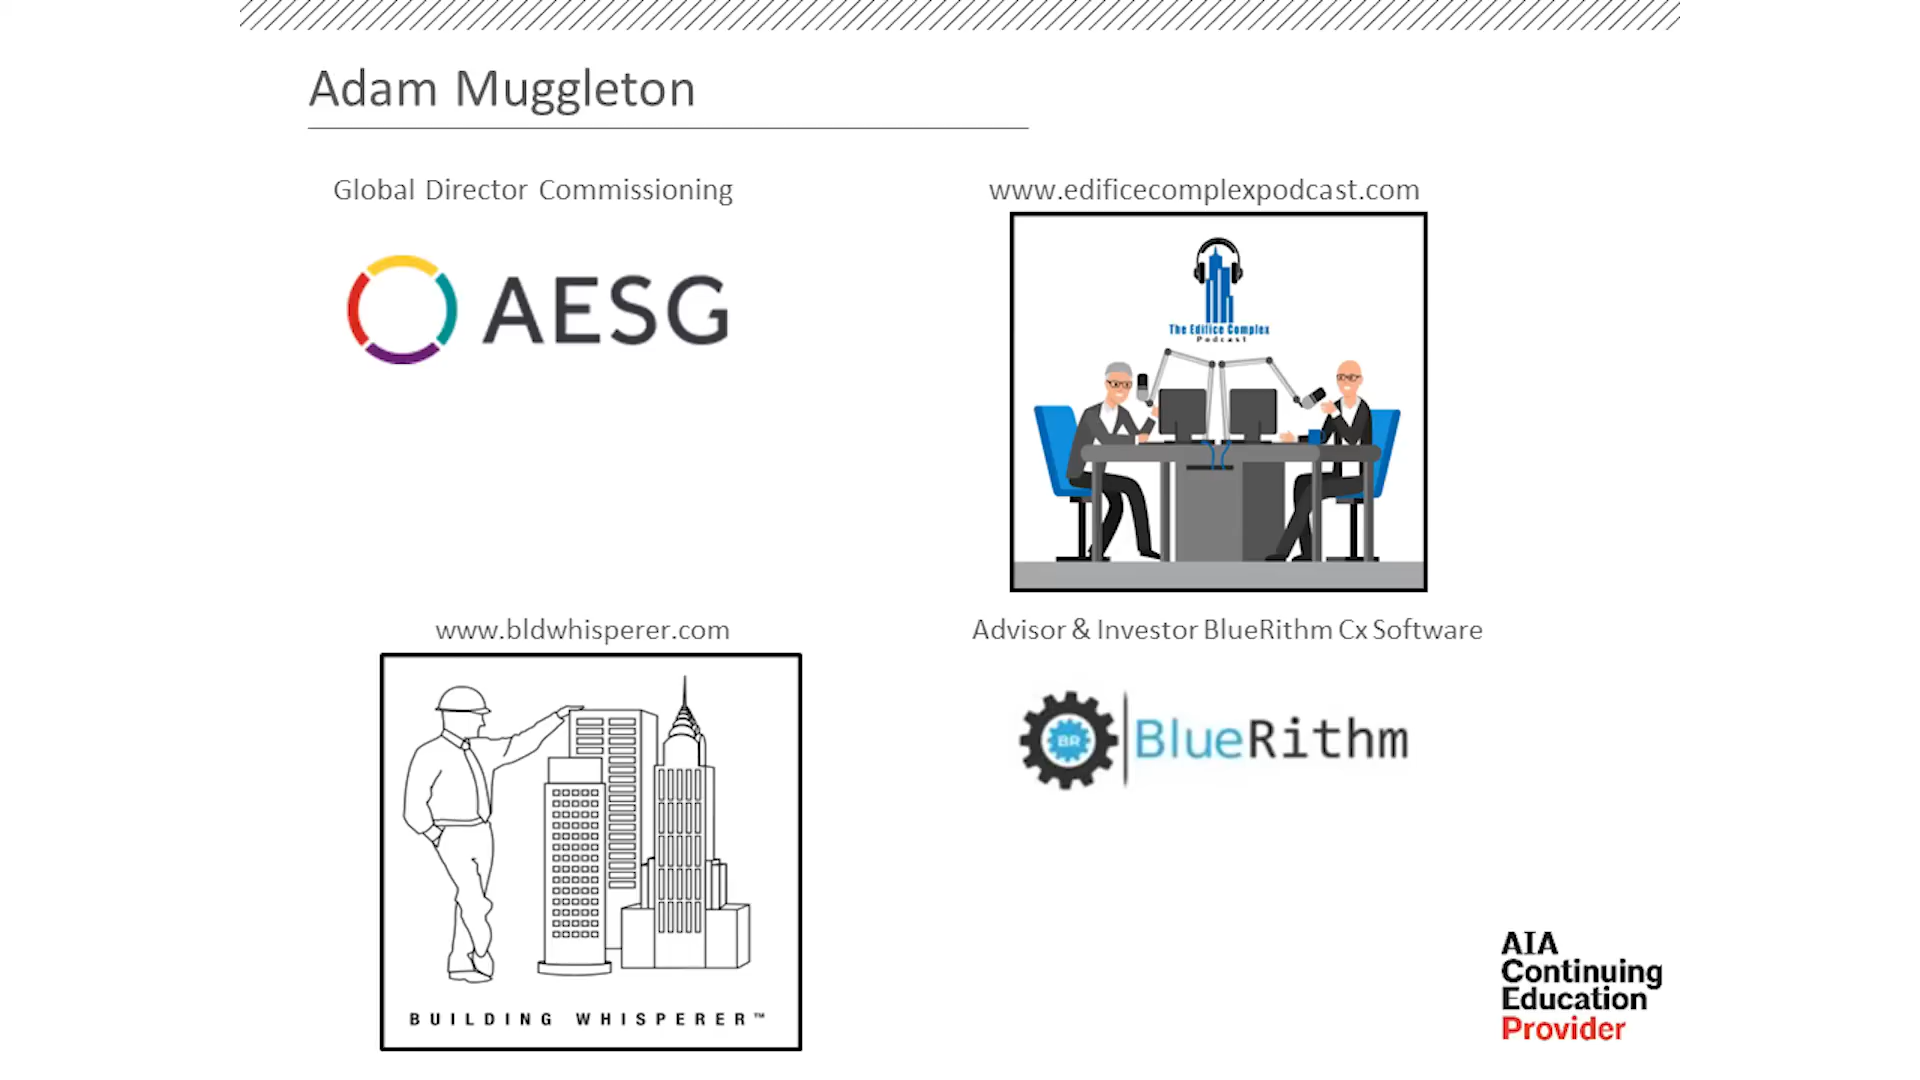 Adam Muggleton
Global Director Commissioning
AESG
www.edificecomplexpodcast.com
The Edifice Complex
Podcast
www.bldwhisperer.com
BUILDING WHISPERER™
Advisor & Investor BlueRithm Cx Software
BR
BlueRithm
AIA
Continuing
Education
Provider